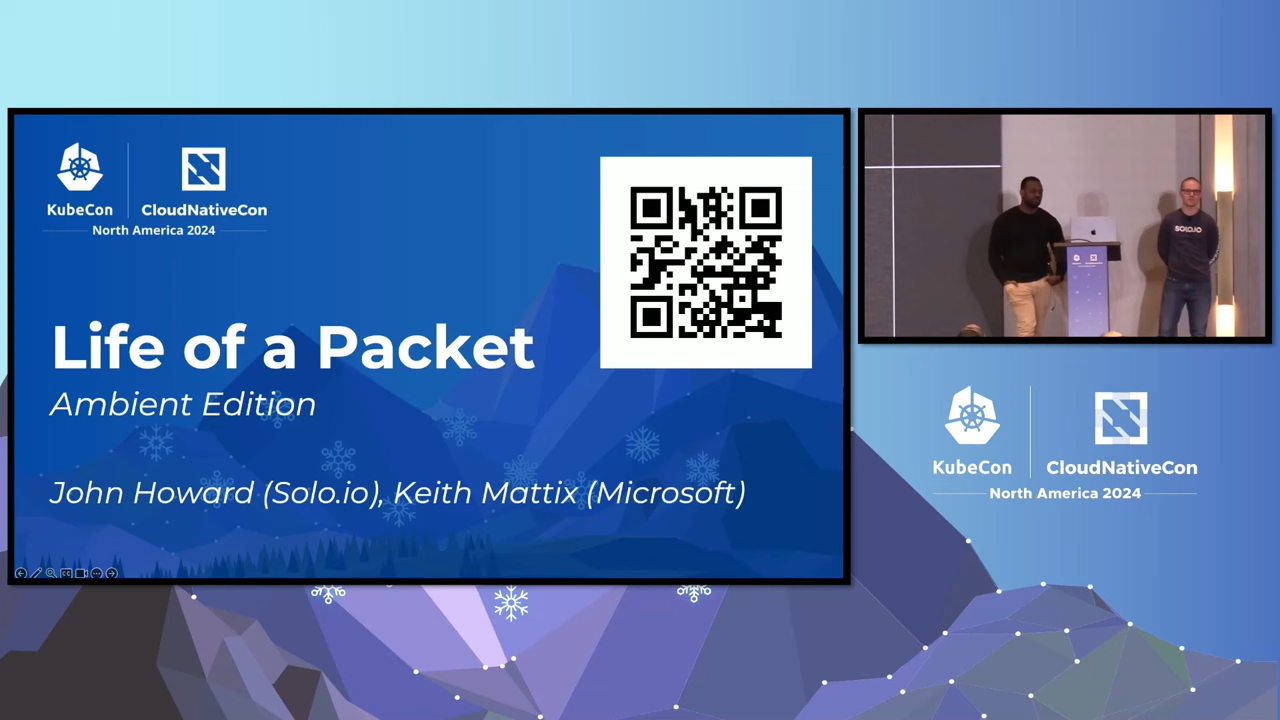 KubeCon
CloudNativeCon
North America 2024
Life of a Packet
Ambient Edition
John Howard (Solo.io), Keith Mattix (Microsoft)
SOLO.IO
KubeCon
CloudNativeCon
North America 2024